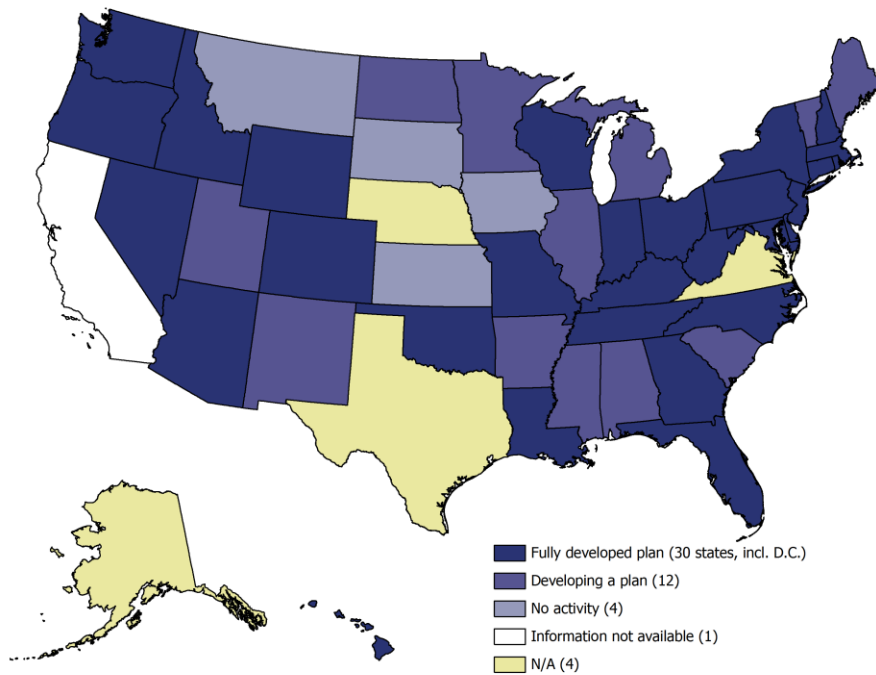 Fully developed plan (30 states, incl. D.C.)
Developing a plan (12)
No activity (4)
Information not available (1)
N/A (4)